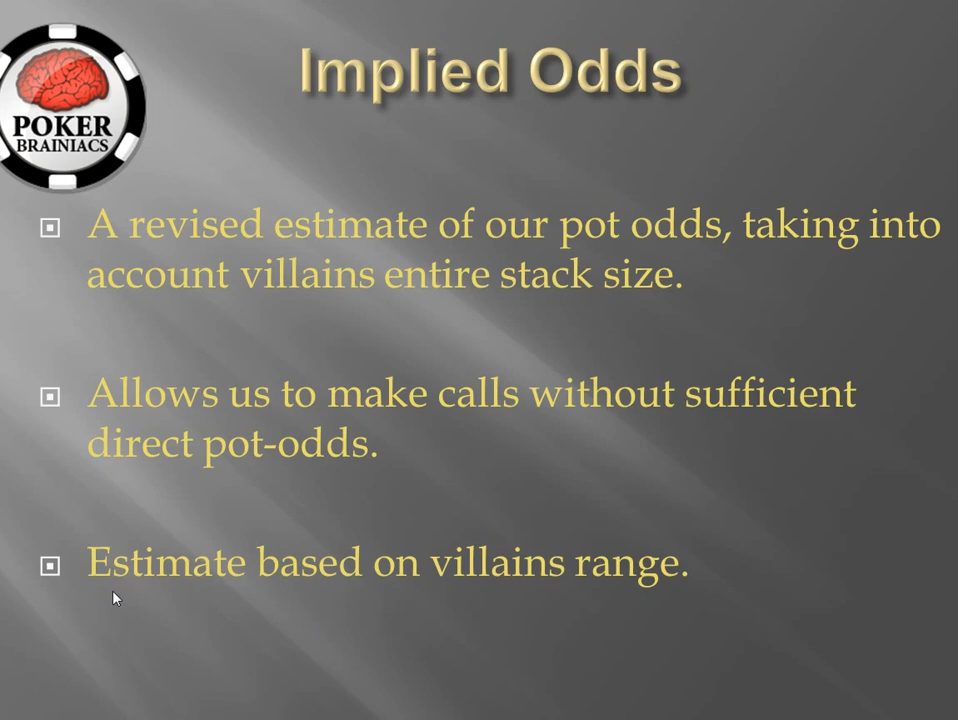 POKER
BRAINIACS
Implied Odds
A revised estimate of our pot odds, taking into
account villains entire stack size.
Allows us to make calls without sufficient
direct pot-odds.
Estimate based on villains range.